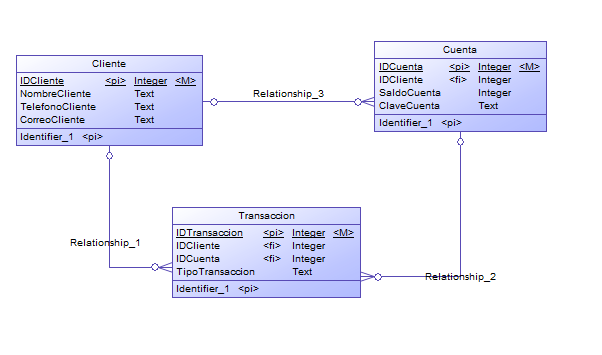 Cliente
IDCliente <pi> Integer <M>
NombreCliente Text
TelefonoCliente Text
CorreoCliente Text
Identifier_1 <pi>
Relationship_3
Cuenta
IDCuenta <pi> Integer <M>
IDCliente <fi> Integer
SaldoCuenta Integer
ClaveCuenta Text
Identifier_1 <pi>
Relationship_1
Transaccion
IDTransaccion <pi> Integer <M>
IDCliente <fi> Integer
IDCuenta <fi> Integer
TipoTransaccion Text
Identifier_1 <pi>
Relationship_2